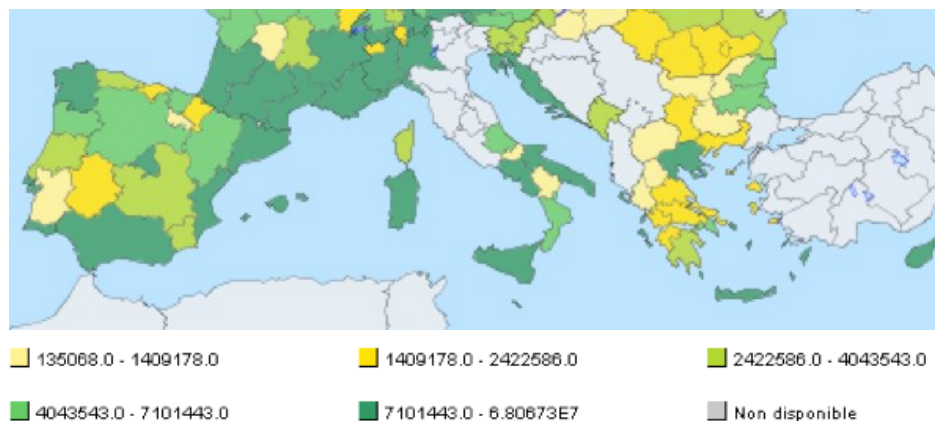 135068.0 - 1409178.0
1409178.0 - 2422586.0
2422586.0 - 4043543.0
4043543.0 - 7101443.0
7101443.0 - 6.80673E7
Non disponible